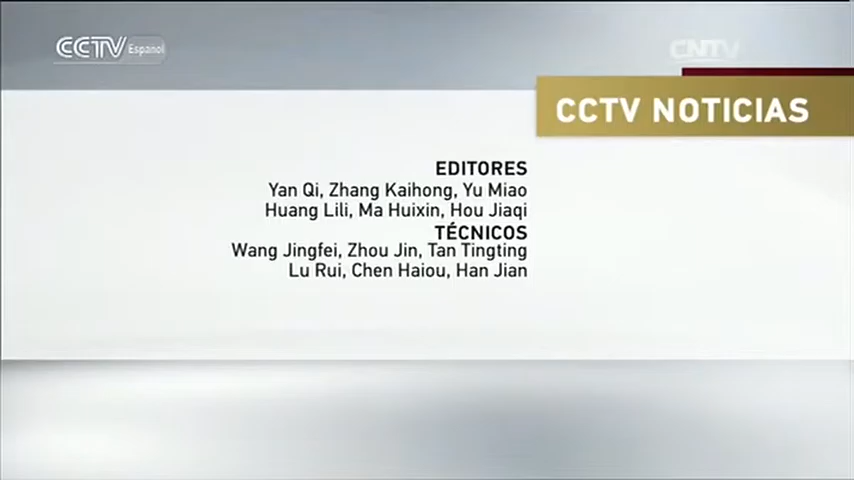 CCTV Español
CNTV
CCTV NOTICIAS
EDITORES
Yan Qi, Zhang Kaihong, Yu Miao
Huang Lili, Ma Huixin, Hou Jiaqi
TÉCNICOS
Wang Jingfei, Zhou Jin, Tan Tingting
Lu Rui, Chen Haiou, Han Jian